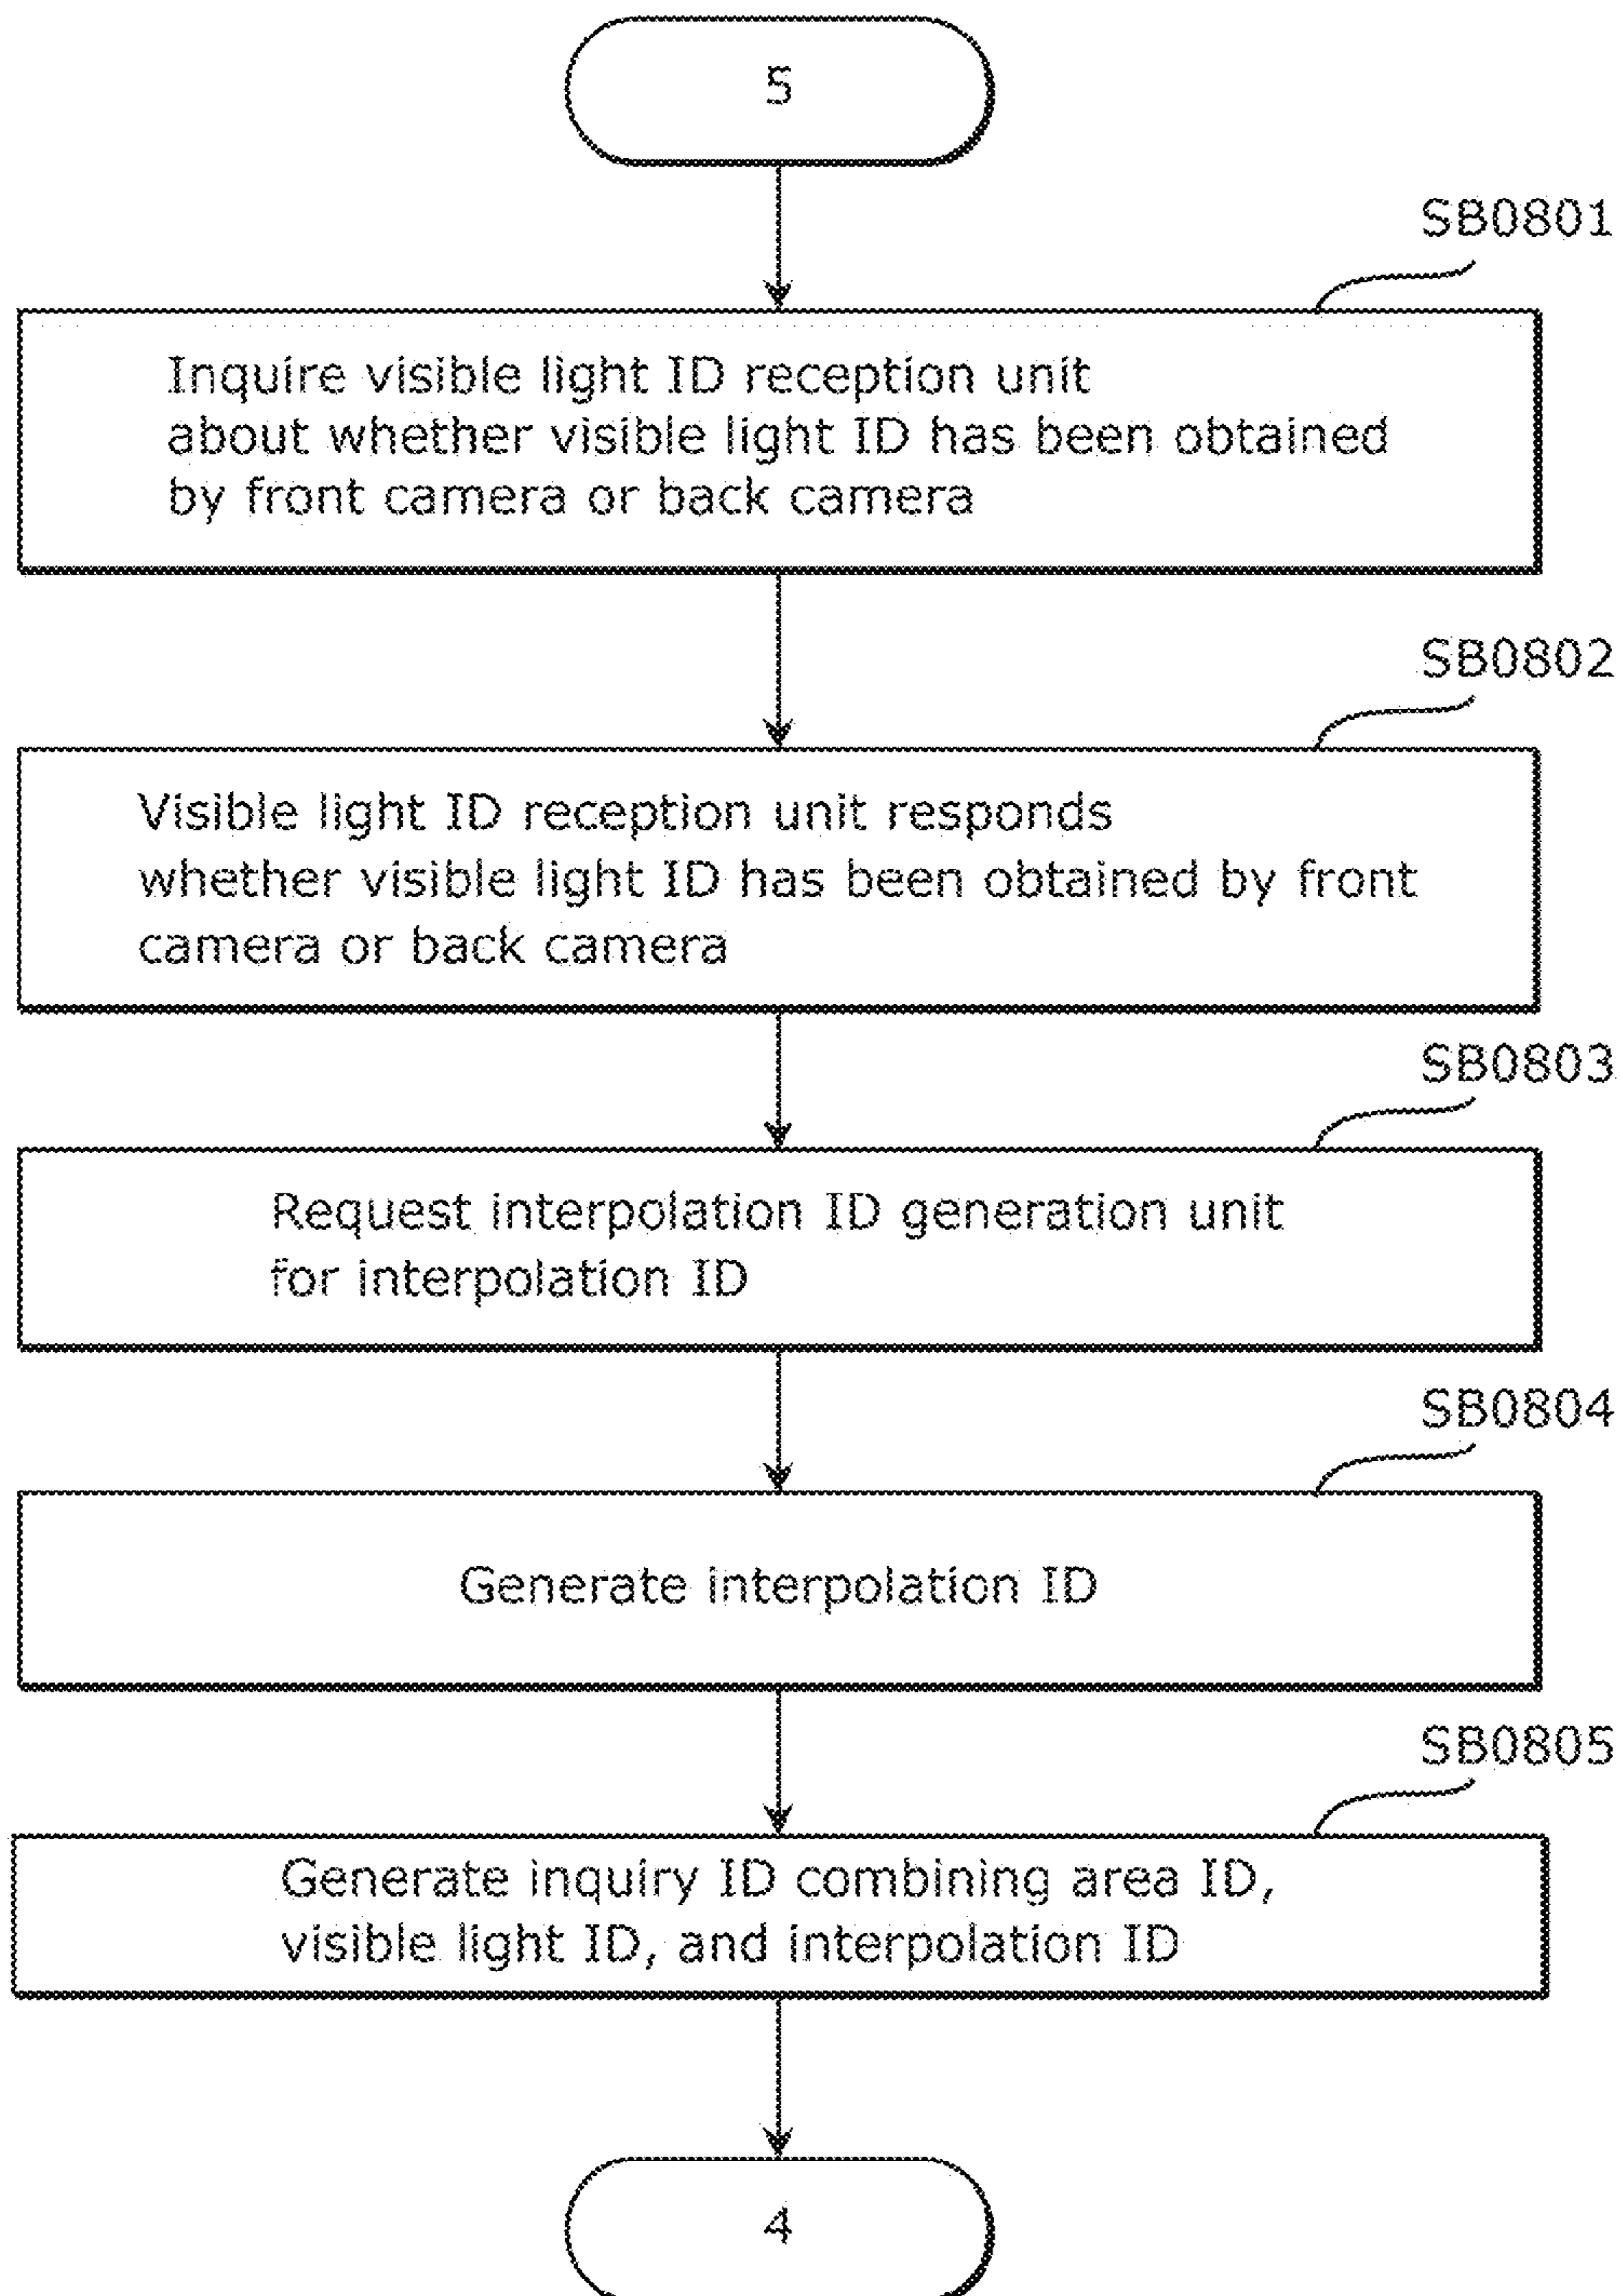 5
SB0801
Inquire visible light ID reception unit
about whether visible light ID has been obtained
by front camera or back camera
SB0802
Visible light ID reception unit responds
whether visible light ID has been obtained by front
camera or back camera
SB0803
Request interpolation ID generation unit
for interpolation ID
SB0804
Generate interpolation ID
SB0805
Generate inquiry ID combining area ID,
visible light ID, and interpolation ID
4